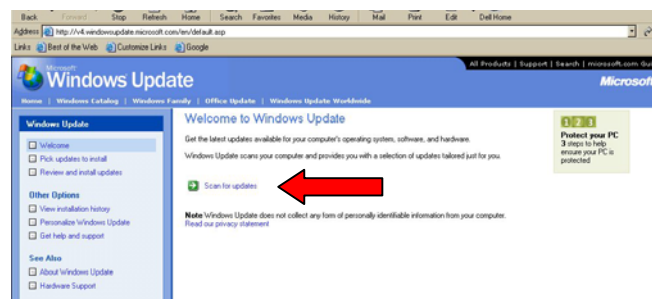 Back Forward Stop Refresh Home Search Favorites Media History Mail Print Edit Dell Home
Address http://v4.windowsupdate.microsoft.com/en/default.asp
Links Best of the Web Customize Links Google
All Products | Support | Search | microsoft.com Gui
Microsoft
Windows Update
Microsoft
Home | Windows Catalog | Windows Family | Office Update | Windows Update Worldwide
Windows Update
Welcome
Pick updates to install
Review and install updates
Other Options
View installation history
Personalize Windows Update
Get help and support
See Also
About Windows Update
Hardware Support
Welcome to Windows Update
Get the latest updates available for your computer's operating system, software, and hardware.
Windows Update scans your computer and provides you with a selection of updates tailored just for you.
Scan for updates
Note Windows Update does not collect any form of personally identifiable information from your computer.
Read our privacy statement
1 2 3
Protect your PC
3 steps to help
ensure your PC is
protected